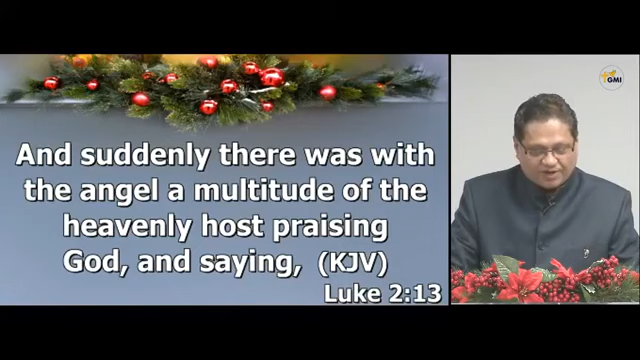 And suddenly there was with
the angel a multitude of the
heavenly host praising
God, and saying, (KJV)
Luke 2:13
GMI